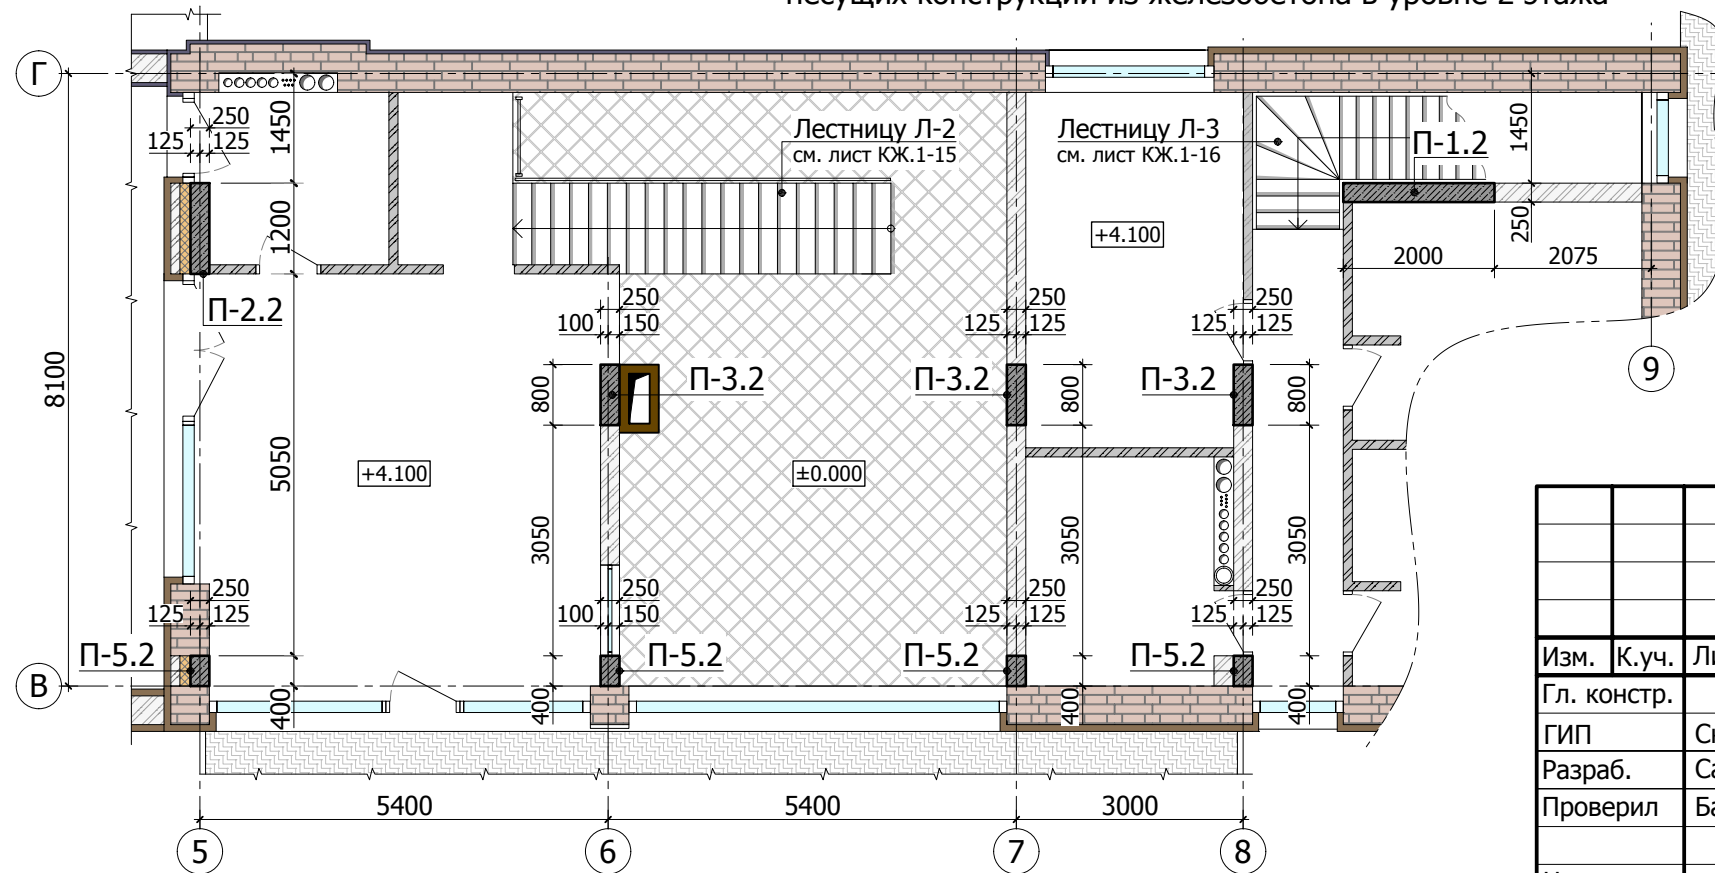 несущих конструкций из железобетона в уровне 2 этажа
Г
250
125
125
1450
Лестницу Л-2
см. лист КЖ.1-15
Лестницу Л-3
см. лист КЖ.1-16
П-1.2
1450
1200
+4.100
250
2000
2075
П-2.2
250
100
150
250
125
125
250
125
125
8100
800
П-3.2
П-3.2
800
П-3.2
800
9
5050
+4.100
±0.000
3050
3050
3050
250
125
125
250
100
150
250
125
125
250
125
125
П-5.2
П-5.2
П-5.2
П-5.2
В
400
400
400
400
Изм.
К.уч.
Гл. констр.
ГИП
Разраб.
Проверил
5400
5400
3000
5
6
7
8